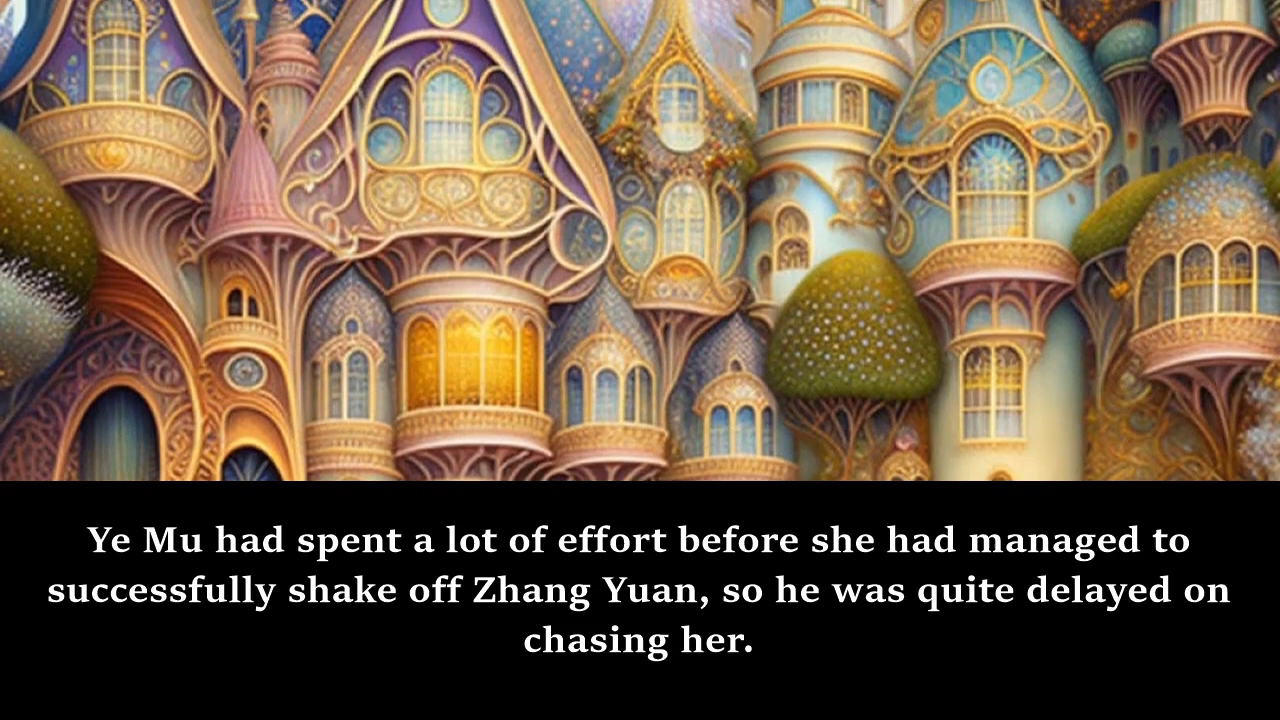 Ye Mu had spent a lot of effort before she had managed to
successfully shake off Zhang Yuan, so he was quite delayed on
chasing her.